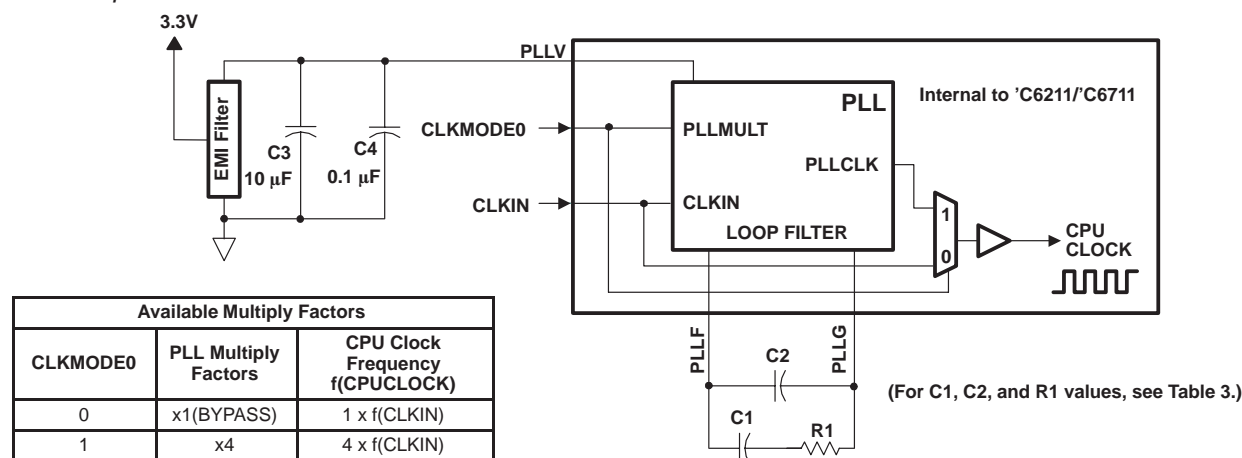 3.3V
PLLV
EMI Filter
C3
10 μF
C4
0.1 μF
CLKMODE0
CLKIN
PLL
Internal to ’C6211/’C6711
PLLMULT
PLLCLK
CLKIN
LOOP FILTER
1
0
CPU
CLOCK
Available Multiply Factors
CLKMODE0
PLL Multiply
Factors
CPU Clock
Frequency
f(CPUCLOCK)
0
x1(BYPASS)
1 x f(CLKIN)
1
x4
4 x f(CLKIN)
PLLF
PLLG
C2
C1
R1
(For C1, C2, and R1 values, see Table 3.)